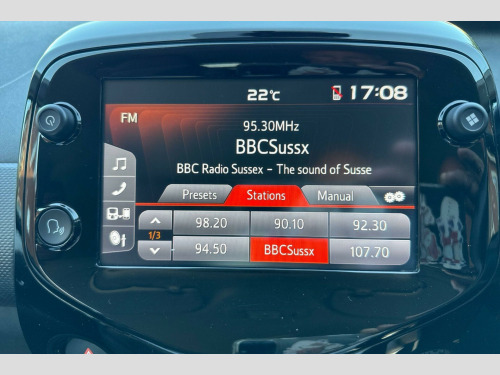 22°C 17:08
FM
95.30MHz
BBCSussx
BBC Radio Sussex - The sound of Susse
Presets Stations Manual
98.20 90.10 92.30
1/3
94.50 BBCSussx 107.70